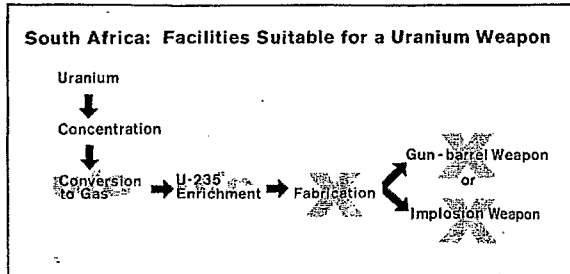 South Africa: Facilities Suitable for a Uranium Weapon
Uranium
Concentration
Conversion
to Gas
U-235
Enrichment
Fabrication
Gun-barrel Weapon
or
Implosion Weapon